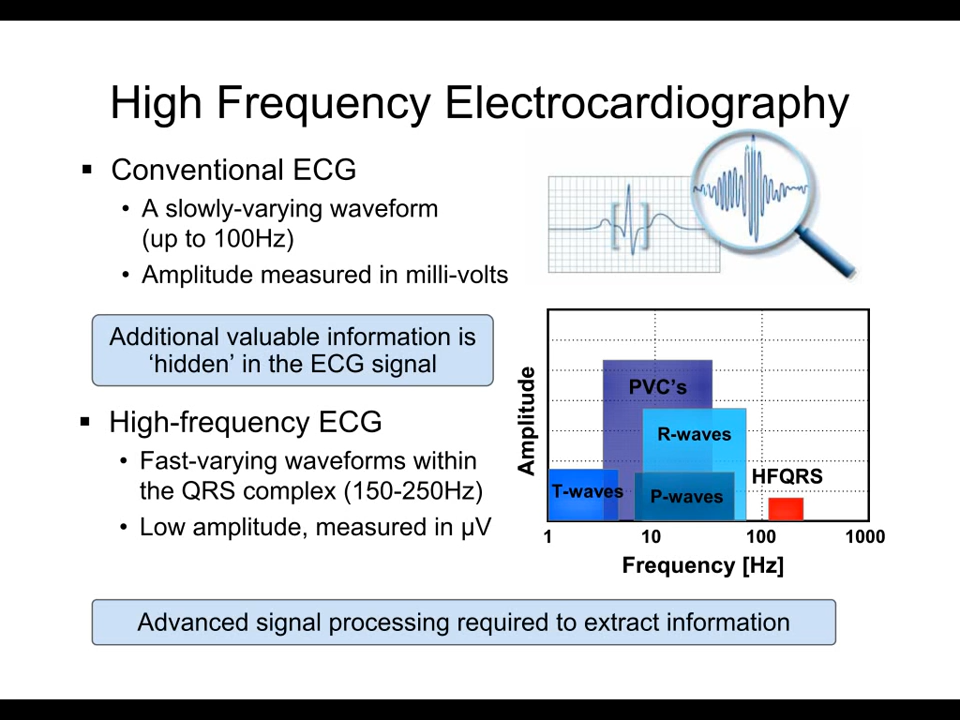 High Frequency Electrocardiography
▪ Conventional ECG
• A slowly-varying waveform
(up to 100Hz)
• Amplitude measured in milli-volts
Additional valuable information is
‘hidden’ in the ECG signal
▪ High-frequency ECG
• Fast-varying waveforms within
the QRS complex (150-250Hz)
• Low amplitude, measured in µV
Amplitude
PVC’s
R-waves
HFQRS
T-waves
P-waves
1 10 100 1000
Frequency [Hz]
Advanced signal processing required to extract information